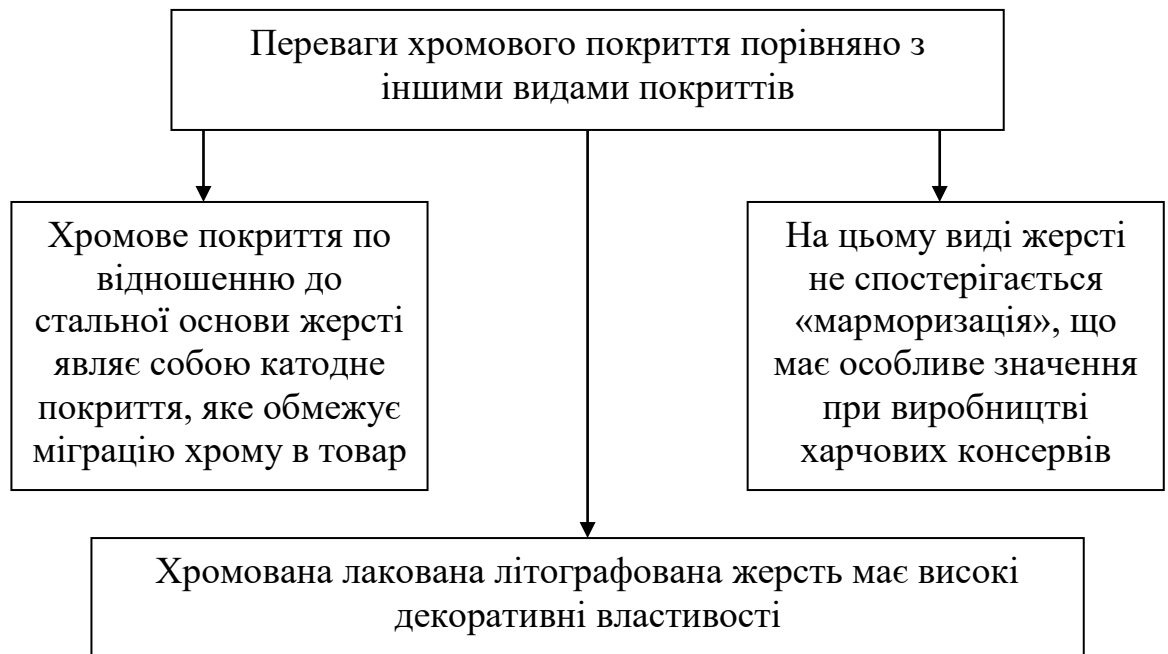 Переваги хромового покриття порівняно з
іншими видами покриттів
Хромове покриття по
відношенню до
стальної основи жерсті
являє собою катодне
покриття, яке обмежує
міграцію хрому в товар
На цьому виді жерсті
не спостерігається
«марморизація», що
має особливе значення
при виробництві
харчових консервів
Хромована лакована літографована жерсть має високі
декоративні властивості